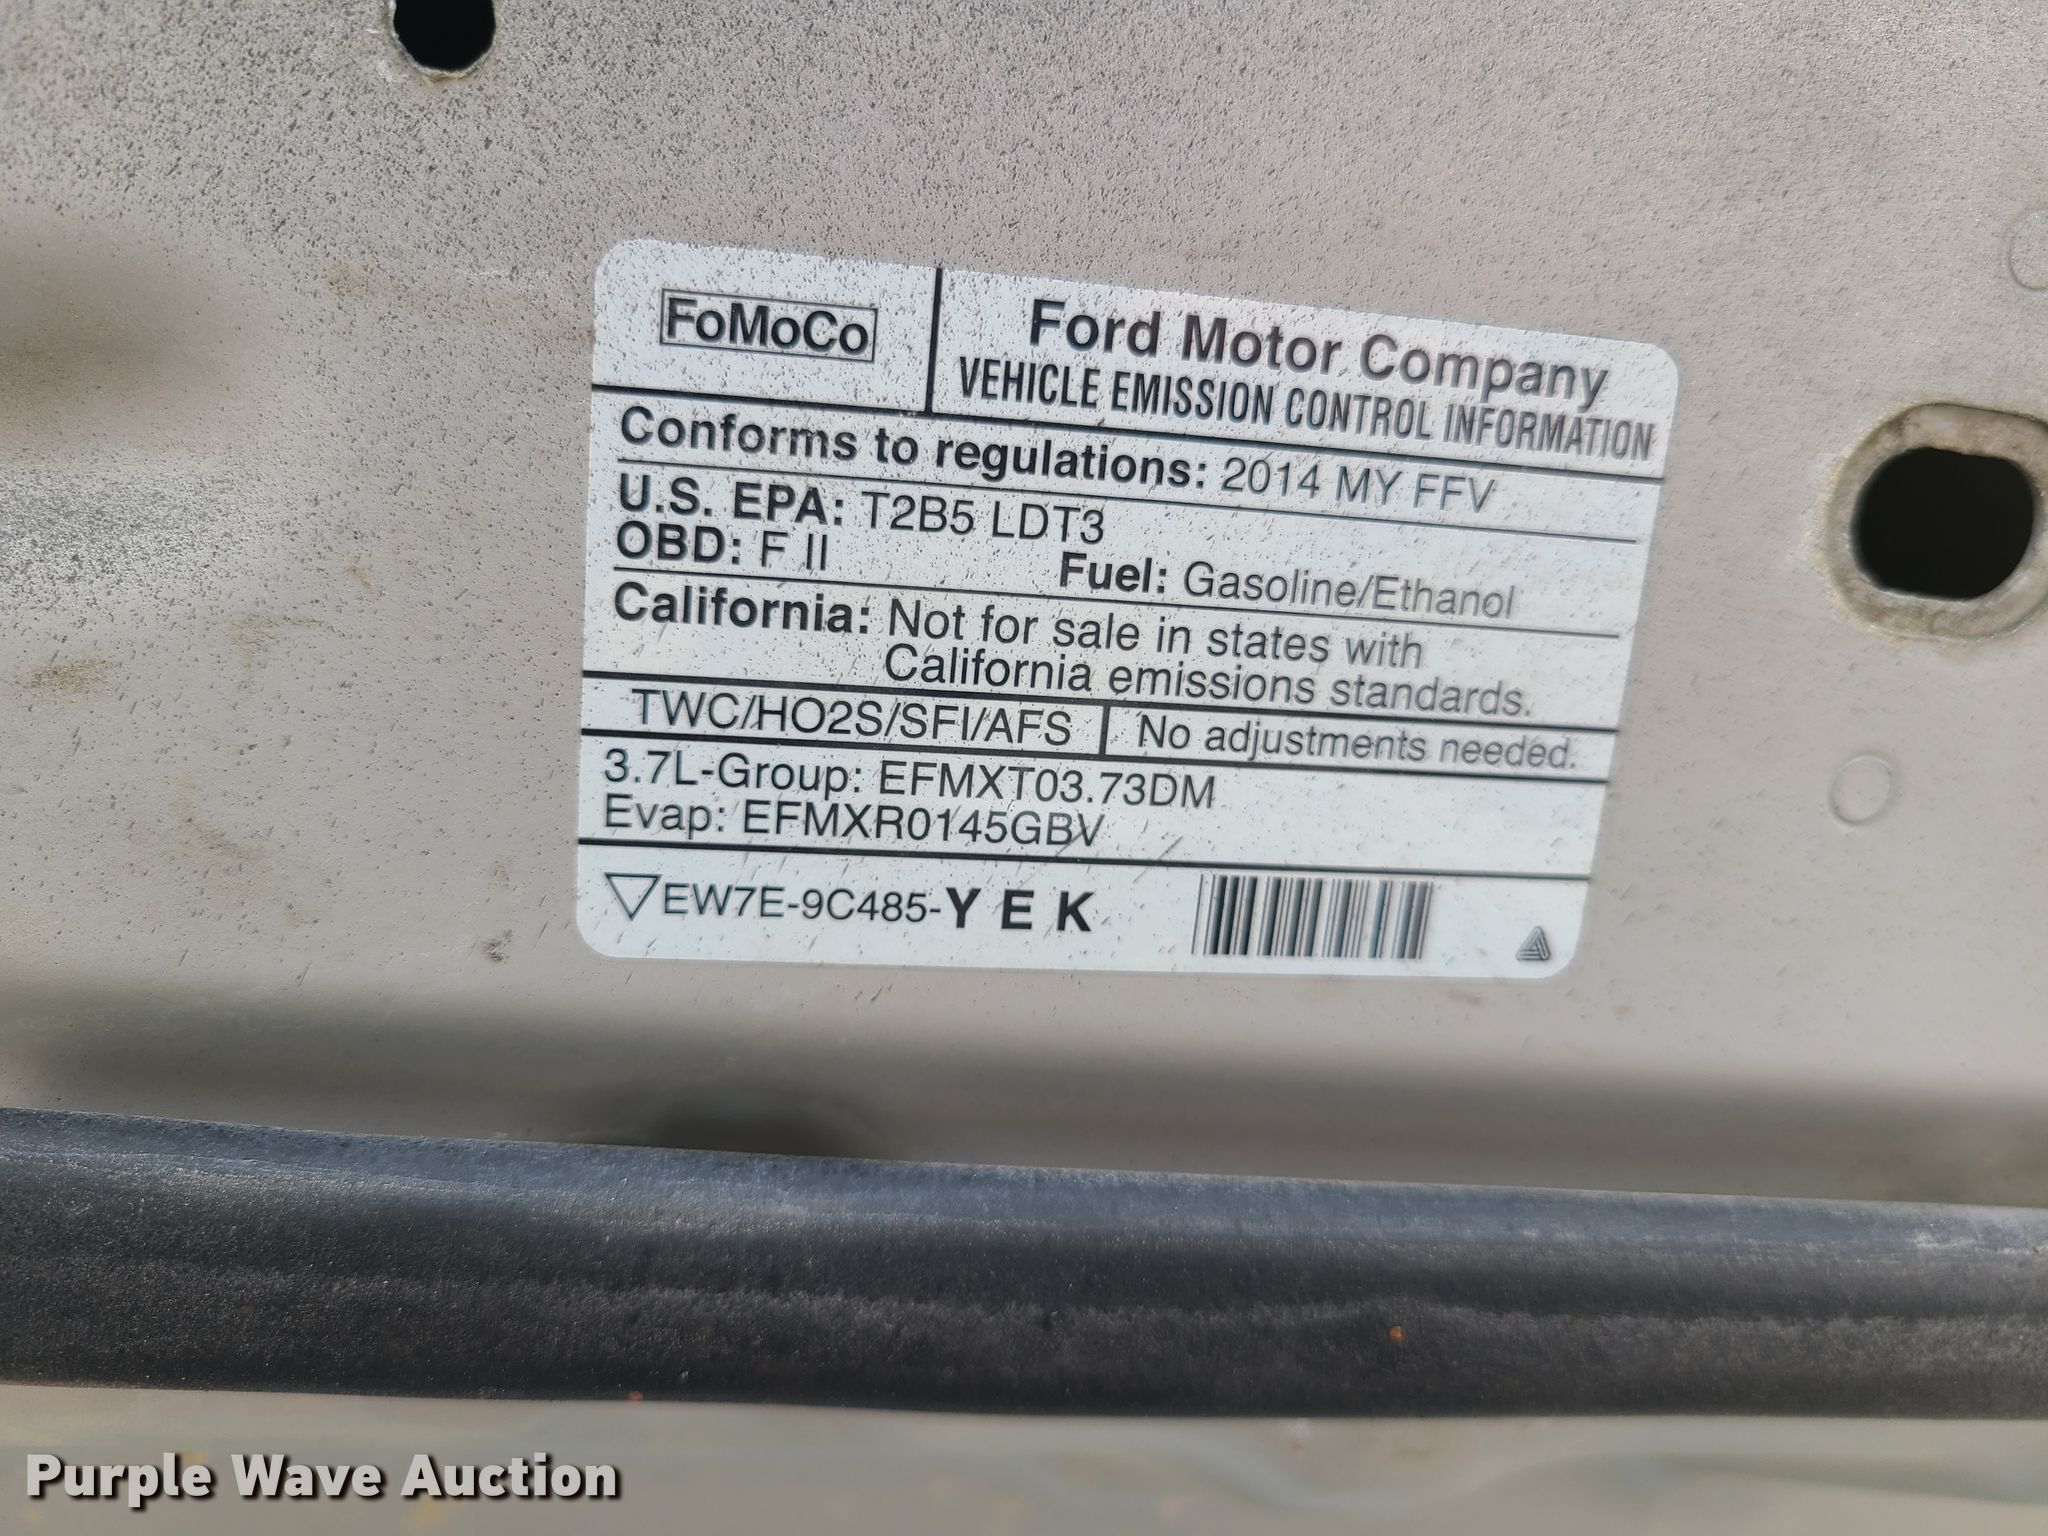 FoMoCo
Ford Motor Company
VEHICLE EMISSION CONTROL INFORMATION
Conforms to regulations: 2014 MY FFV
U.S. EPA: T2B5 LDT3
OBD: F II Fuel: Gasoline/Ethanol
California: Not for sale in states with
California emissions standards.
TWC/HO2S/SFI/AFS No adjustments needed.
3.7L-Group: EFMXT03.73DM
Evap: EFMXR0145GBV
EW7E-9C485-YEK
Purple Wave Auction